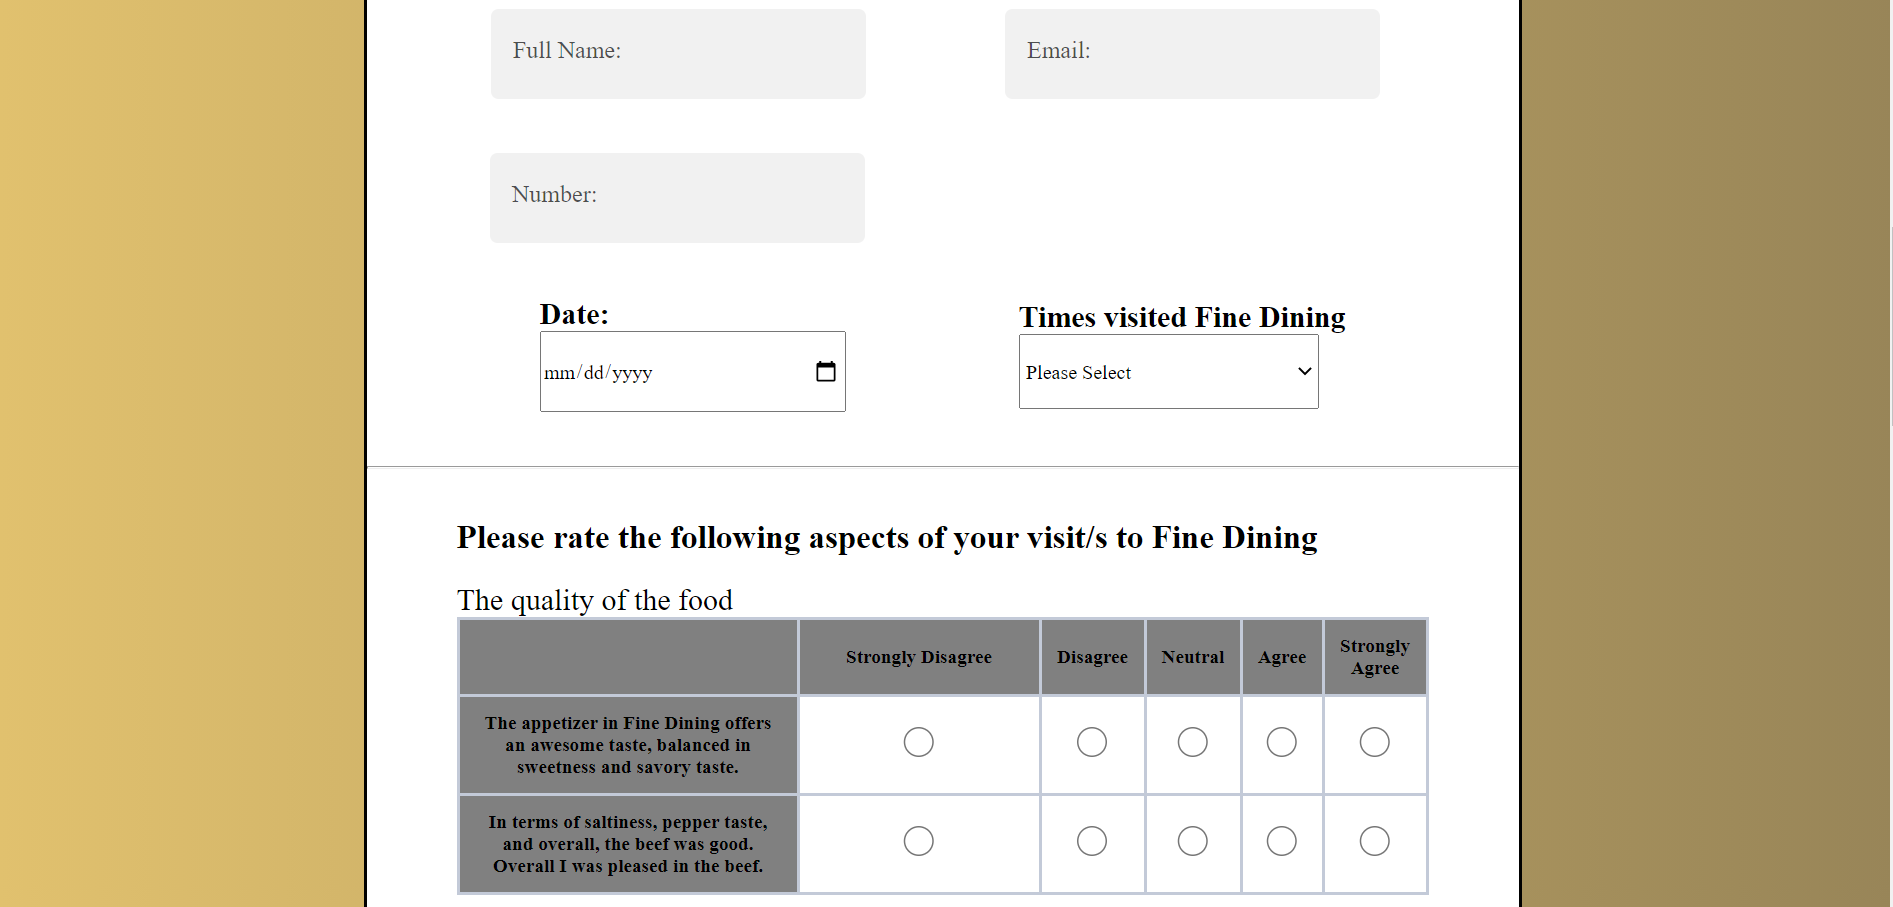 Full Name:
Email:
Number:
Date:
Times visited Fine Dining
mm/dd/yyyy
Please Select
Please rate the following aspects of your visit/s to Fine Dining
The quality of the food
Strongly Disagree
Disagree
Neutral
Agree
Strongly
Agree
The appetizer in Fine Dining offers
an awesome taste, balanced in
sweetness and savory taste.
In terms of saltiness, pepper taste,
and overall, the beef was good.
Overall I was pleased in the beef.